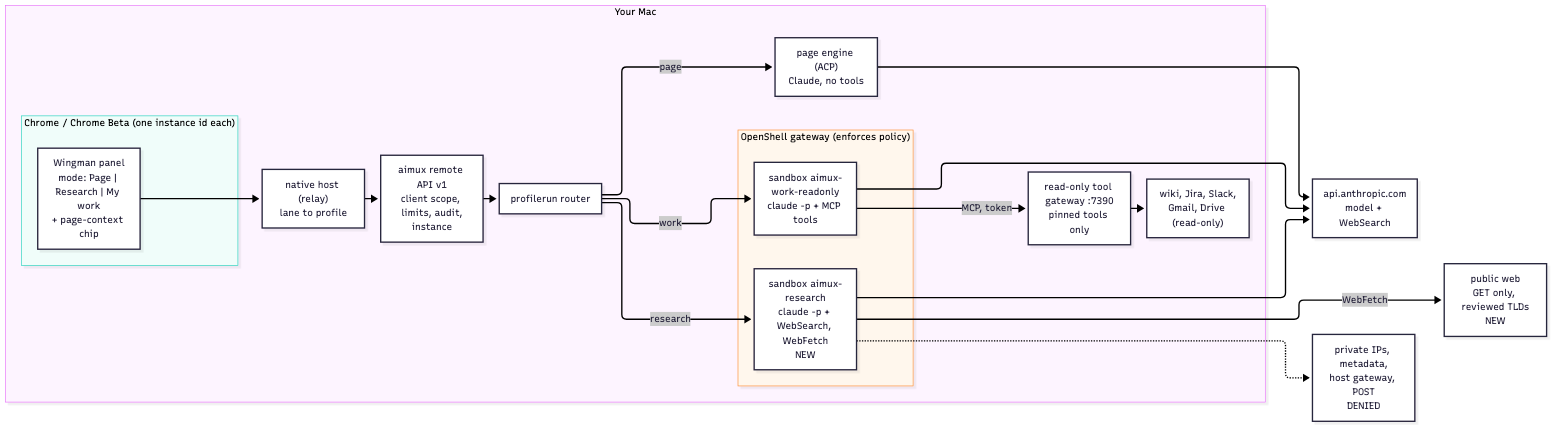 Your Mac
Chrome / Chrome Beta (one instance id each)
Wingman panel
mode: Page |
Research | My
work
+ page-context
chip
native host
(relay)
lane to profile
aimux remote
API v1
client scope,
limits, audit,
instance
profilerun router
page
work
research
page engine
(ACP)
Claude, no tools
OpenShell gateway (enforces policy)
sandbox aimux-
work-readonly
claude -p + MCP
tools
sandbox aimux-
research
claude -p +
WebSearch,
WebFetch
NEW
MCP, token
read-only tool
gateway :7390
pinned tools
only
wiki, Jira, Slack,
Gmail, Drive
(read-only)
api.anthropic.com
model +
WebSearch
WebFetch
public web
GET only,
reviewed TLDs
NEW
private IPs,
metadata,
host gateway,
POST
DENIED